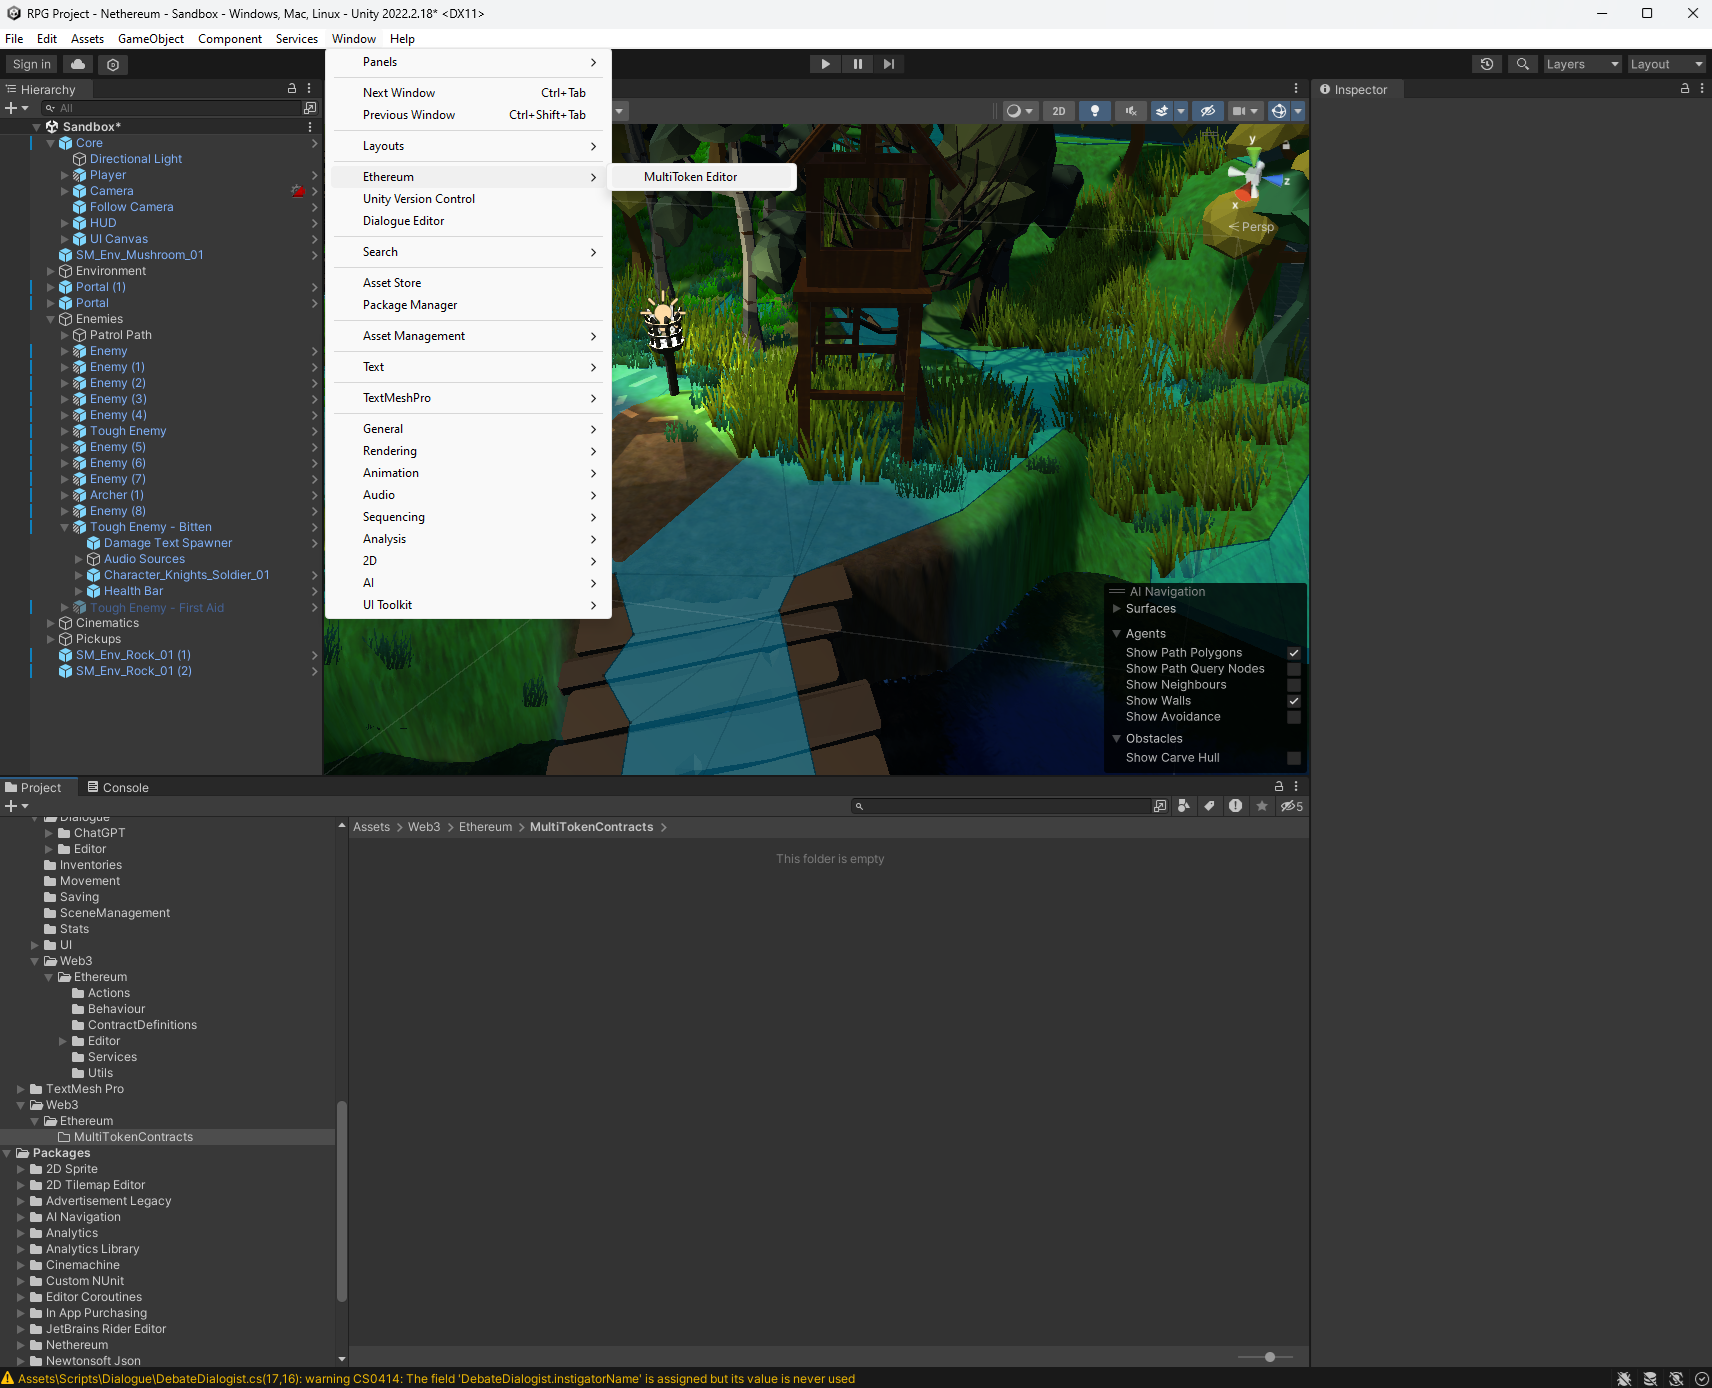 RPG Project - Nethereum - Sandbox - Windows, Mac, Linux - Unity 2022.2.18* <DX11>
File Edit Assets GameObject Component Services Window Help
Sign in
Layers
Layout
Hierarchy
All
Sandbox*
Core
Directional Light
Player
Camera
Follow Camera
HUD
UI Canvas
SM_Env_Mushroom_01
Environment
Portal (1)
Portal
Enemies
Patrol Path
Enemy
Enemy (1)
Enemy (2)
Enemy (3)
Enemy (4)
Tough Enemy
Enemy (5)
Enemy (6)
Enemy (7)
Archer (1)
Enemy (8)
Tough Enemy - Bitten
Damage Text Spawner
Audio Sources
Character_Knights_Soldier_01
Health Bar
Tough Enemy - First Aid
Cinematics
Pickups
SM_Env_Rock_01 (1)
SM_Env_Rock_01 (2)
Panels
Next Window Ctrl+Tab
Previous Window Ctrl+Shift+Tab
Layouts
Ethereum
MultiToken Editor
Unity Version Control
Dialogue Editor
Search
Asset Store
Package Manager
Asset Management
Text
TextMeshPro
General
Rendering
Animation
Audio
Sequencing
Analysis
2D
AI
UI Toolkit
2D
y
z
x
Persp
AI Navigation
Surfaces
Agents
Show Path Polygons
Show Path Query Nodes
Show Neighbours
Show Walls
Show Avoidance
Obstacles
Show Carve Hull
Inspector
Project
Console
5
Dialogue
ChatGPT
Editor
Inventories
Movement
Saving
SceneManagement
Stats
UI
Web3
Ethereum
Actions
Behaviour
ContractDefinitions
Editor
Services
Utils
TextMesh Pro
Web3
Ethereum
MultiTokenContracts
Packages
2D Sprite
2D Tilemap Editor
Advertisement Legacy
AI Navigation
Analytics
Analytics Library
Cinemachine
Custom NUnit
Editor Coroutines
In App Purchasing
JetBrains Rider Editor
Nethereum
Newtonsoft Json
Assets > Web3 > Ethereum > MultiTokenContracts >
This folder is empty
Assets\Scripts\Dialogue\DebateDialogist.cs(17,16): warning CS0414: The field 'DebateDialogist.instigatorName' is assigned but its value is never used